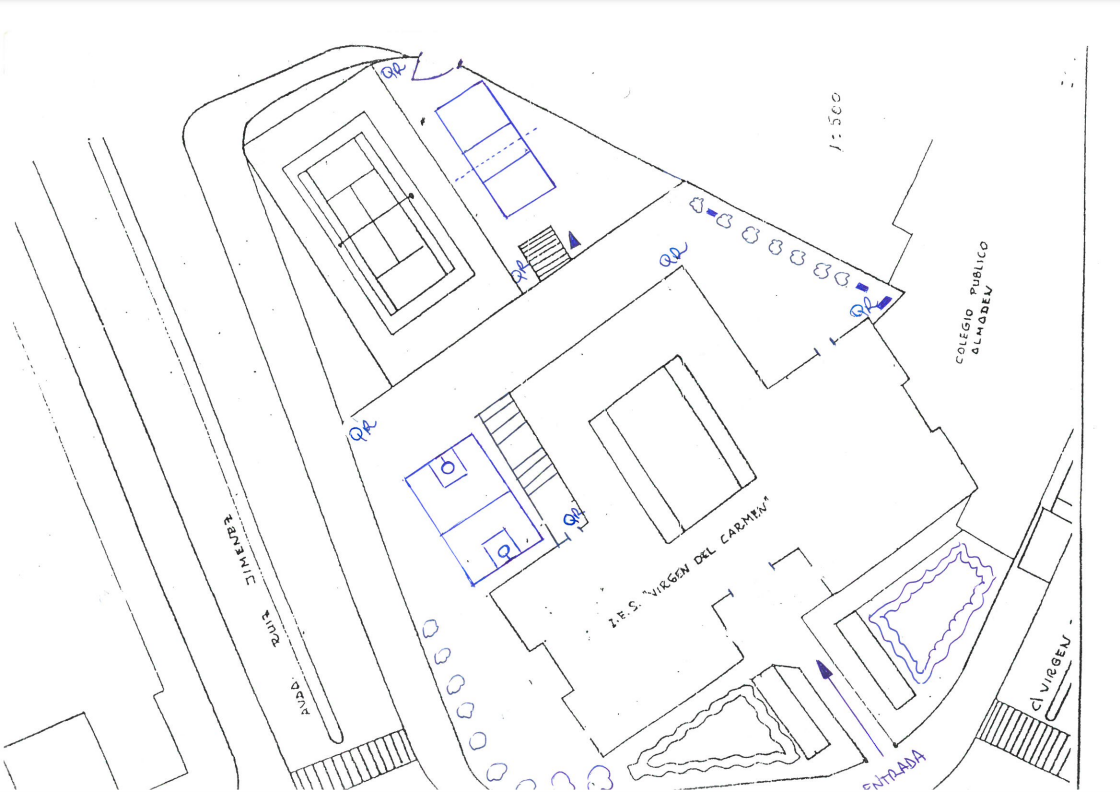 QR
1:500
QR
QR
QR
COLEGIO PUBLICO
ALMADEN
QR
QR
I.E.S. "VIRGEN DEL CARMEN"
AVDA. RUIZ JIMENEZ
C/ VIRGEN
ENTRADA